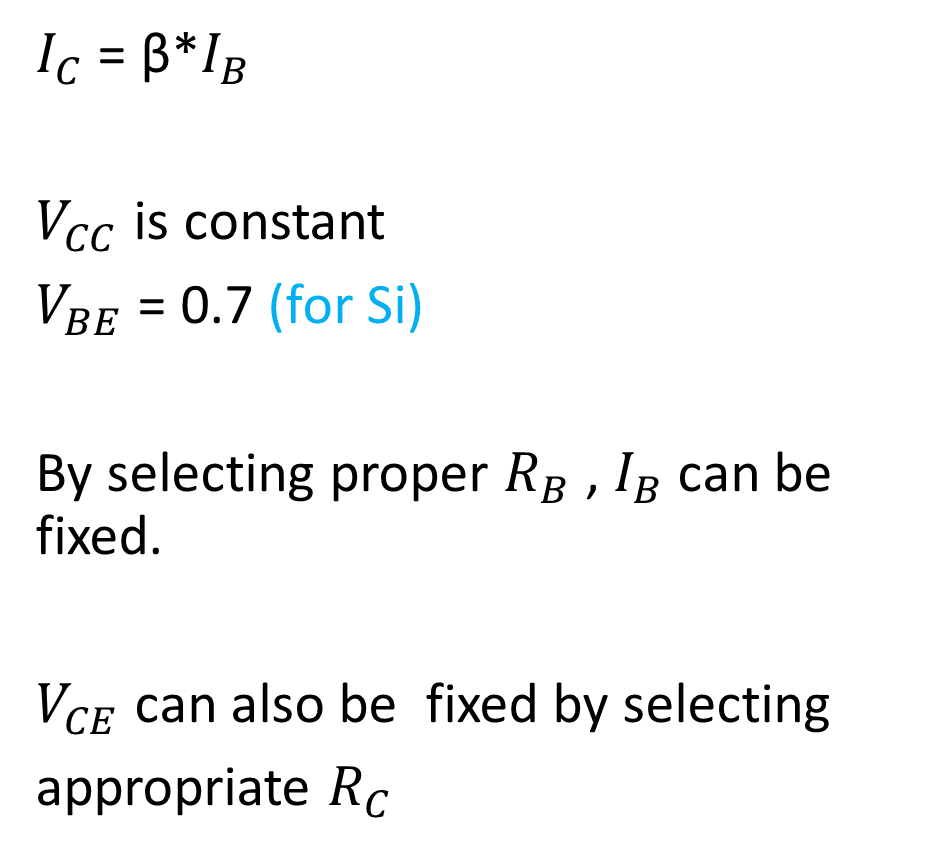 I_C = β*I_B
V_CC is constant
V_BE = 0.7 (for Si)
By selecting proper R_B , I_B can be
fixed.
V_CE can also be  fixed by selecting
appropriate R_C